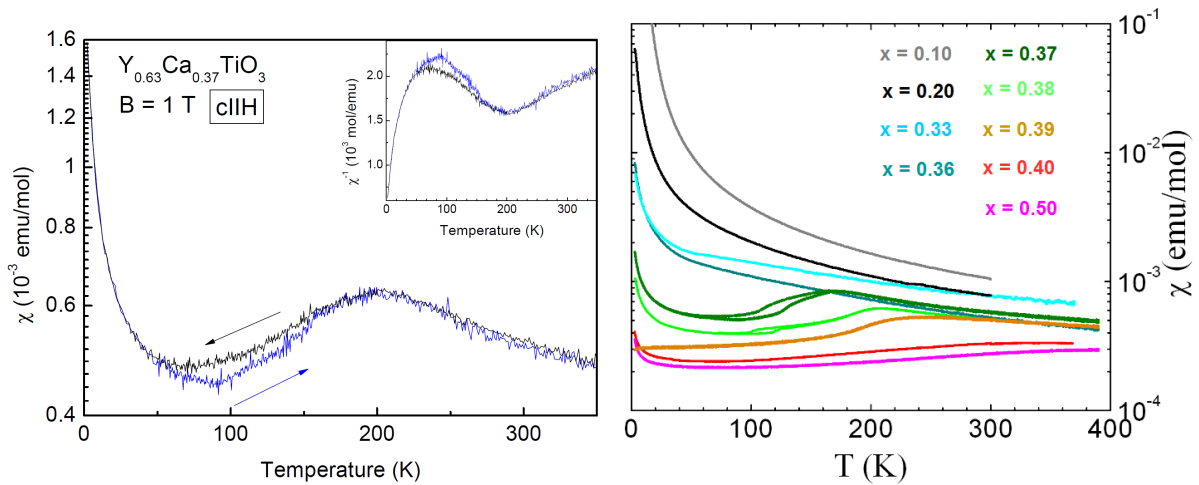 1.6
1.4
1.2
1
0.8
0.6
0.4
χ (10⁻³ emu/mol)
Y₀.₆₃Ca₀.₃₇TiO₃
B = 1 T cIIH
2.0
1.5
1.0
χ⁻¹ (10³ mol/emu)
0 100 200 300
Temperature (K)
0 100 200 300
Temperature (K)
x = 0.10 x = 0.37
x = 0.20 x = 0.38
x = 0.33 x = 0.39
x = 0.36 x = 0.40
x = 0.50
10⁻¹
10⁻²
10⁻³
10⁻⁴
χ (emu/mol)
0 100 200 300 400
T (K)